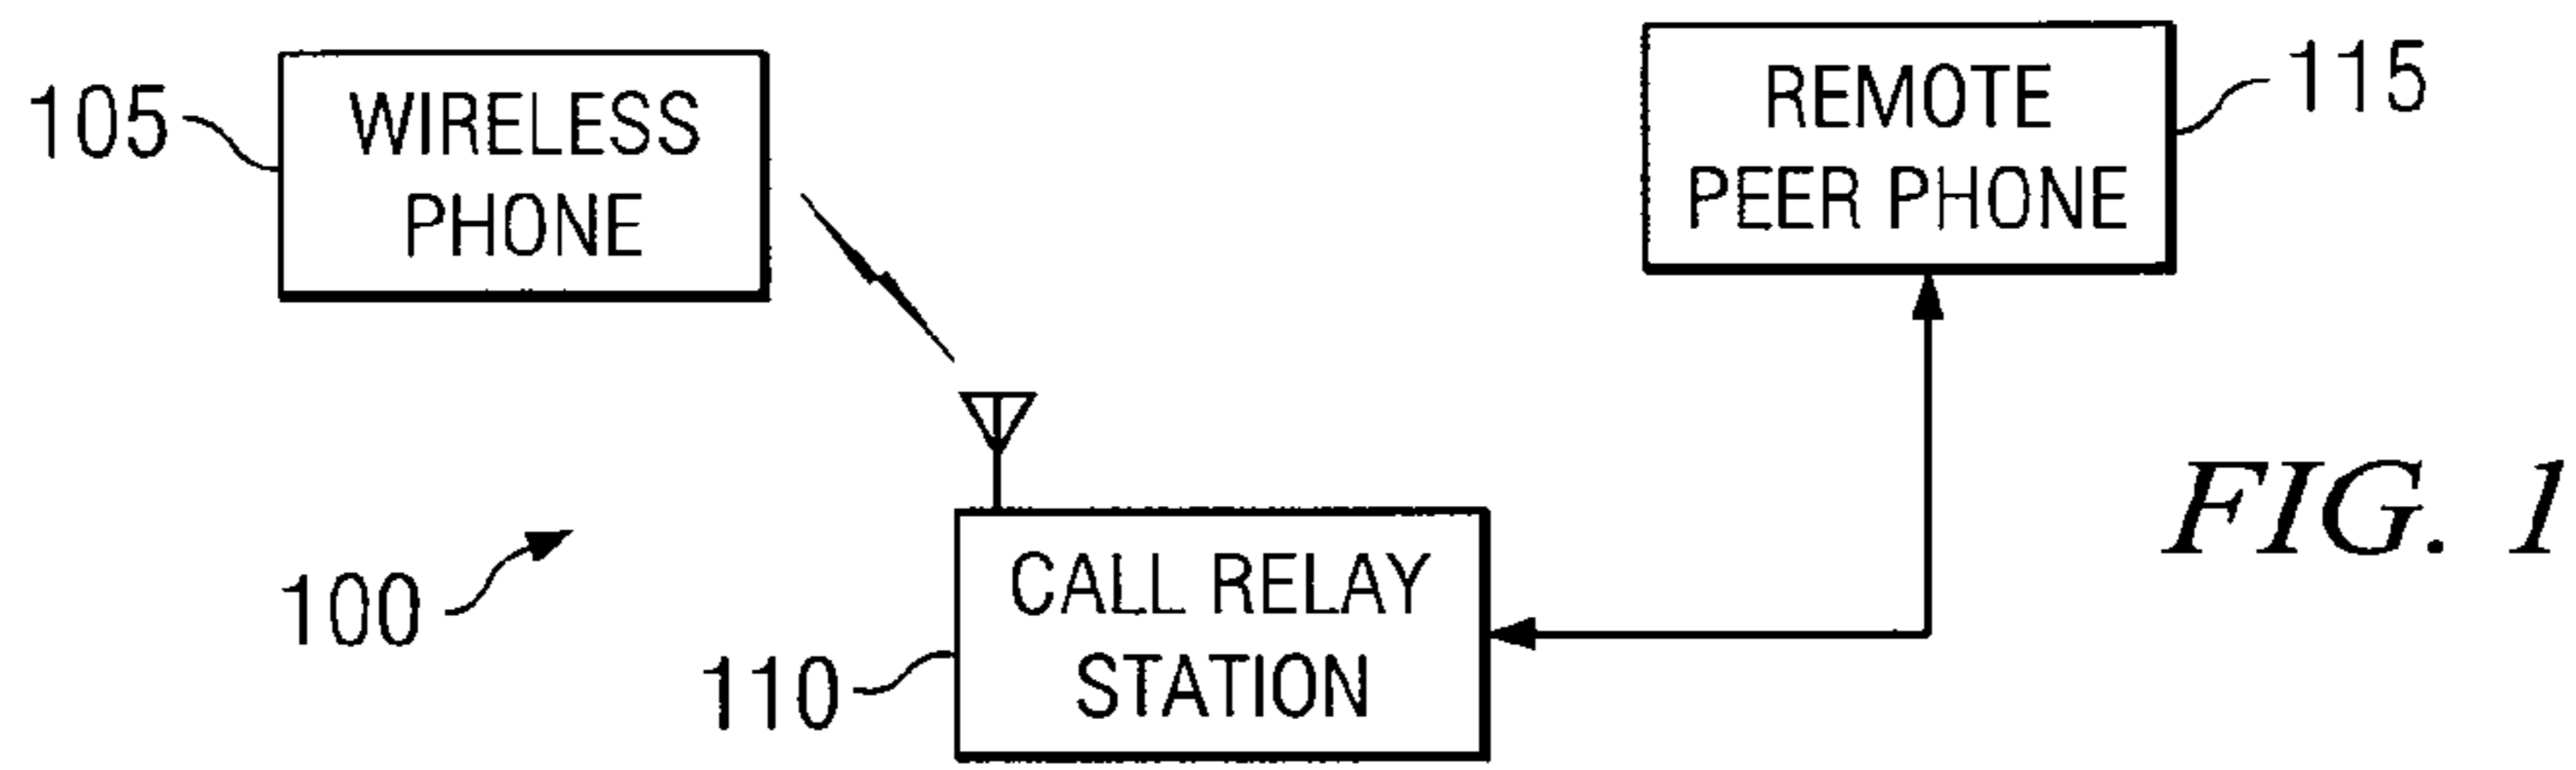 105
WIRELESS
PHONE
REMOTE
PEER PHONE
115
100
110
CALL RELAY
STATION
FIG. 1